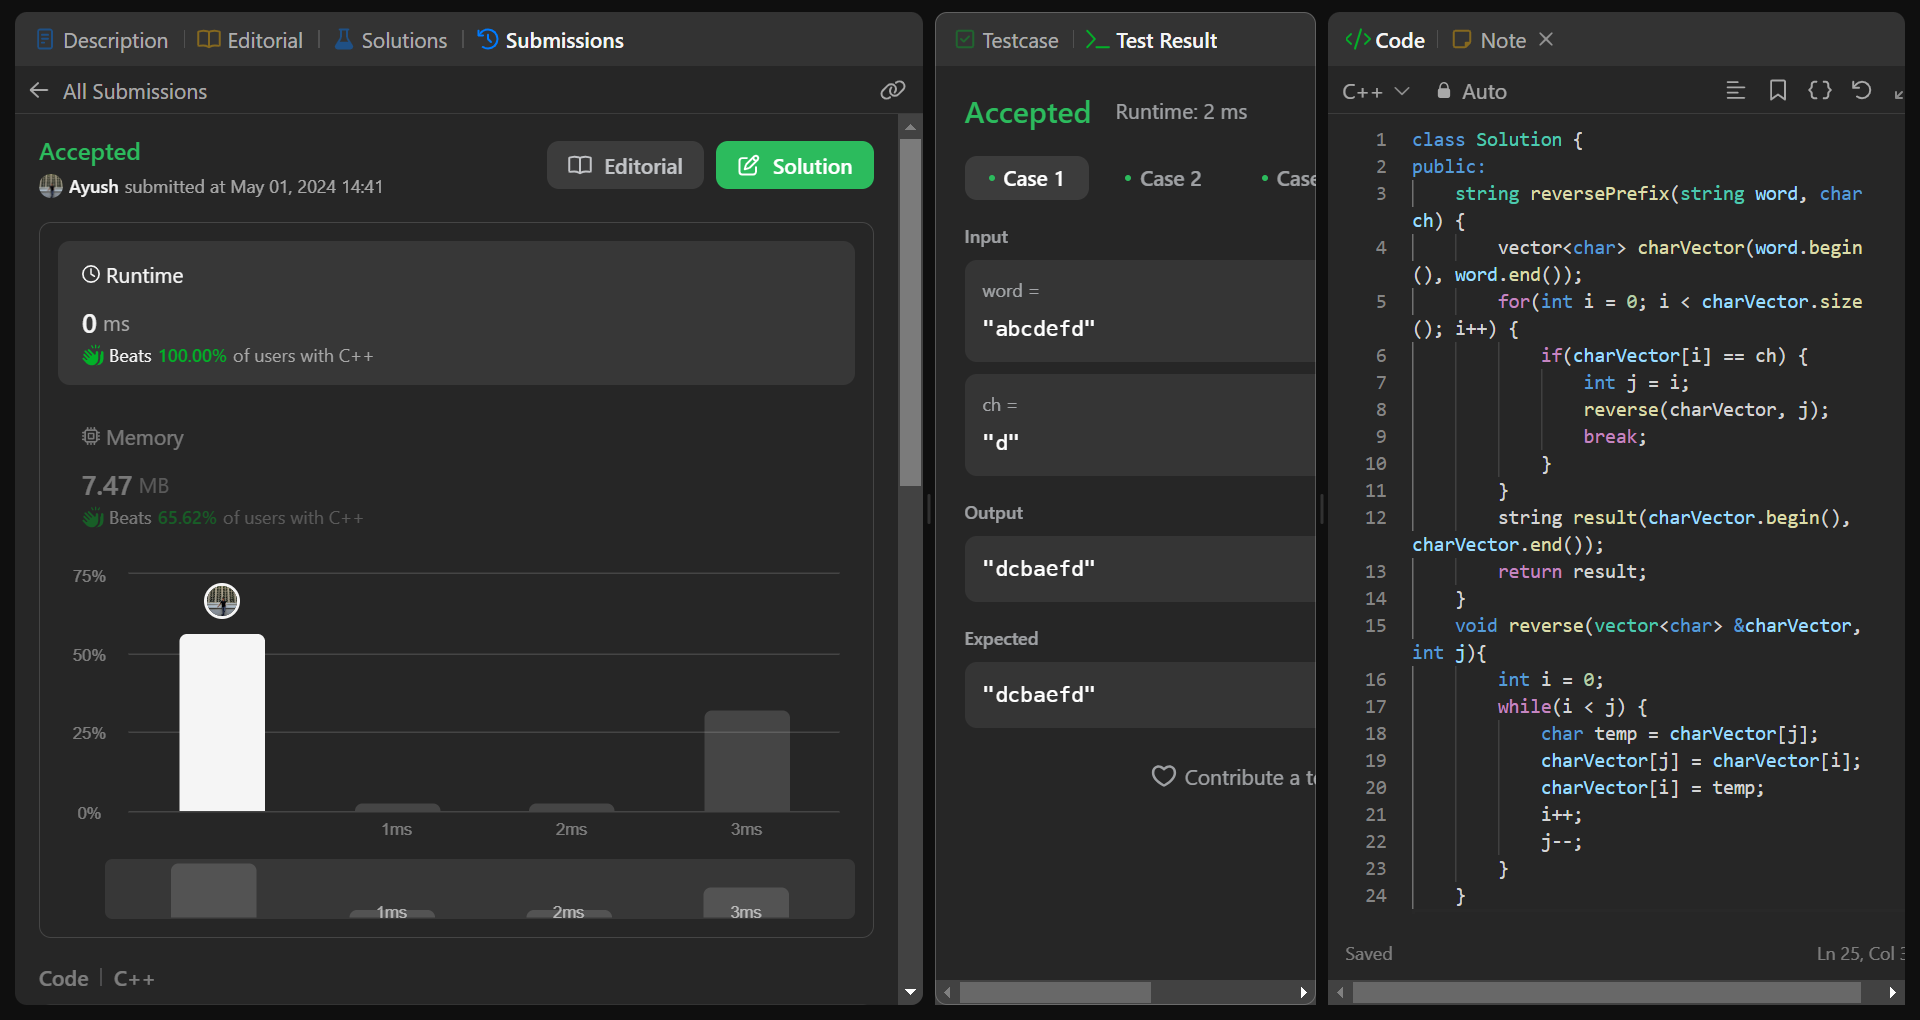 Description
Editorial
Solutions
Submissions
All Submissions
Accepted
Ayush submitted at May 01, 2024 14:41
Editorial
Solution
Runtime
0 ms
Beats 100.00% of users with C++
Memory
7.47 MB
Beats 65.62% of users with C++
75%
50%
25%
0%
1ms
2ms
3ms
1ms
2ms
3ms
Code
C++
Testcase
Test Result
Accepted
Runtime: 2 ms
Case 1
Case 2
Case
Input
word =
"abcdefd"
ch =
"d"
Output
"dcbaefd"
Expected
"dcbaefd"
Contribute a te
Code
Note
C++
Auto
1 class Solution {
2 public:
3 string reversePrefix(string word, char
ch) {
4 vector<char> charVector(word.begin
(), word.end());
5 for(int i = 0; i < charVector.size
(); i++) {
6 if(charVector[i] == ch) {
7 int j = i;
8 reverse(charVector, j);
9 break;
10 }
11 }
12 string result(charVector.begin(),
charVector.end());
13 return result;
14 }
15 void reverse(vector<char> &charVector,
int j){
16 int i = 0;
17 while(i < j) {
18 char temp = charVector[j];
19 charVector[j] = charVector[i];
20 charVector[i] = temp;
21 i++;
22 j--;
23 }
24 }
Saved
Ln 25, Col 3